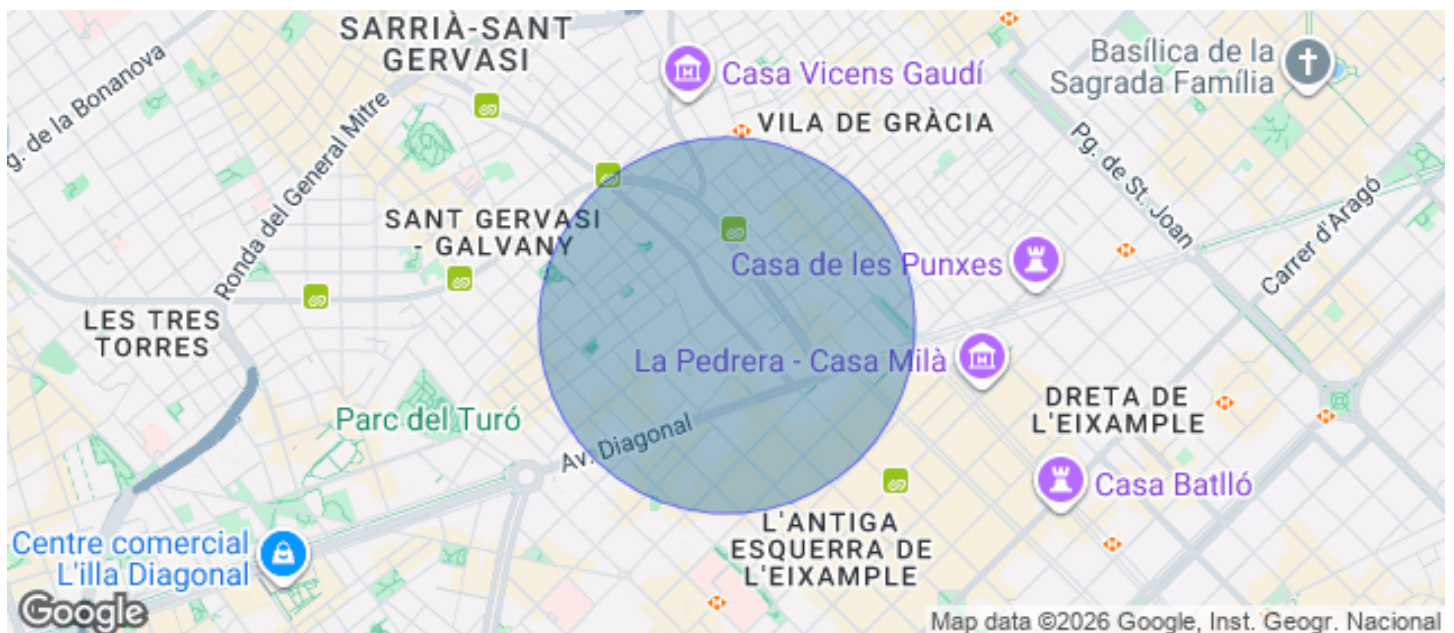 SARRIÀ-SANT
GERVASI
Casa Vicens Gaudí
Basílica de la
Sagrada Família
g. de la Bonanova
Ronda del General Mitre
VILA DE GRÀCIA
Pg. de St. Joan
Carrer d'Aragó
SANT GERVASI
- GALVANY
Casa de les Punxes
LES TRES
TORRES
La Pedrera - Casa Milà
Parc del Turó
Av. Diagonal
DRETA DE
L'EIXAMPLE
Casa Batlló
L'ANTIGA
ESQUERRA DE
L'EIXAMPLE
Centre comercial
L'illa Diagonal
Google
Map data ©2026 Google, Inst. Geogr. Nacional